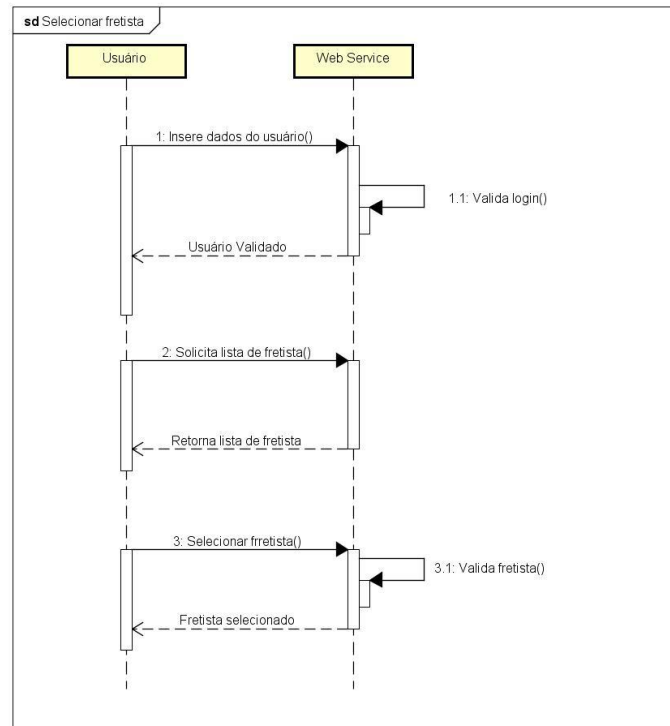 sd Selecionar fretista
Usuário
Web Service
1: Insere dados do usuário()
1.1: Valida login()
Usuário Validado
2: Solicita lista de fretista()
Retorna lista de fretista
3: Selecionar frretista()
3.1: Valida fretista()
Fretista selecionado